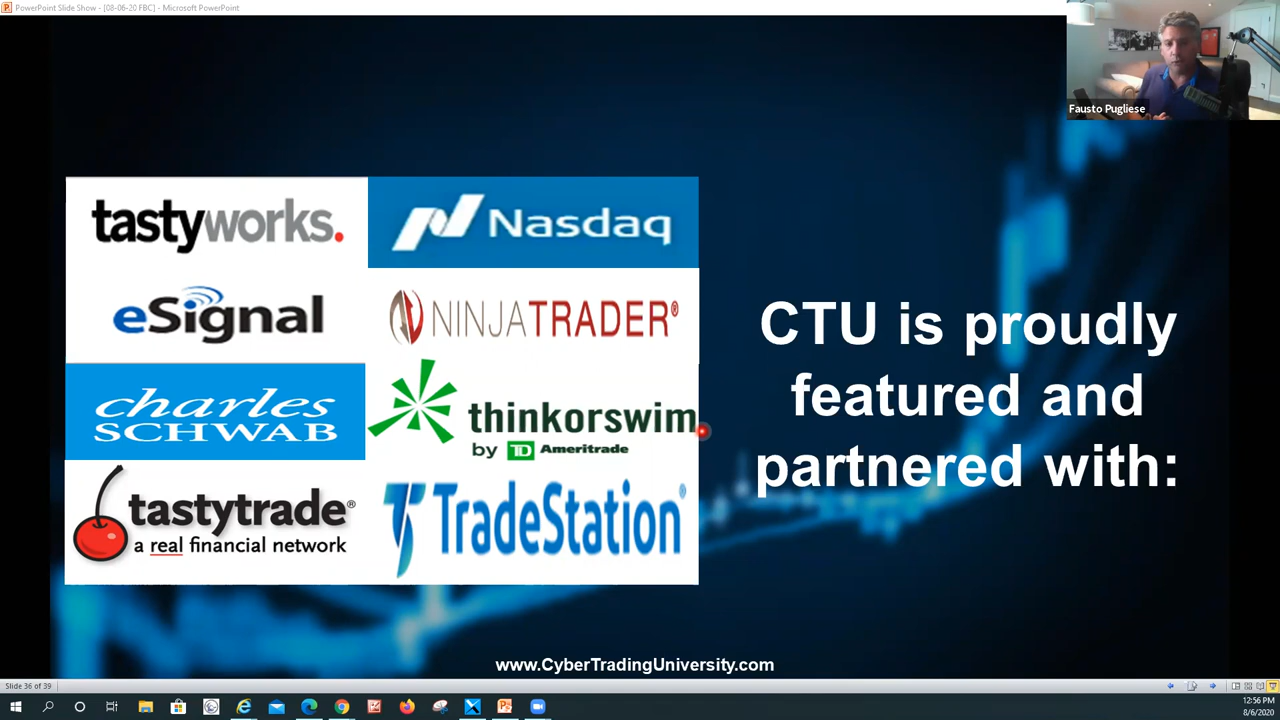 PowerPoint Slide Show - [08-06-20 FBC] - Microsoft PowerPoint
Fausto Pugliese
tastyworks.
Nasdaq
eSignal
NINJATRADER®
charles
SCHWAB
thinkorswim
by TD Ameritrade
tastytrade®
a real financial network
TradeStation®
CTU is proudly
featured and
partnered with:
www.CyberTradingUniversity.com
Slide 36 of 39
12:56 PM
8/6/2020